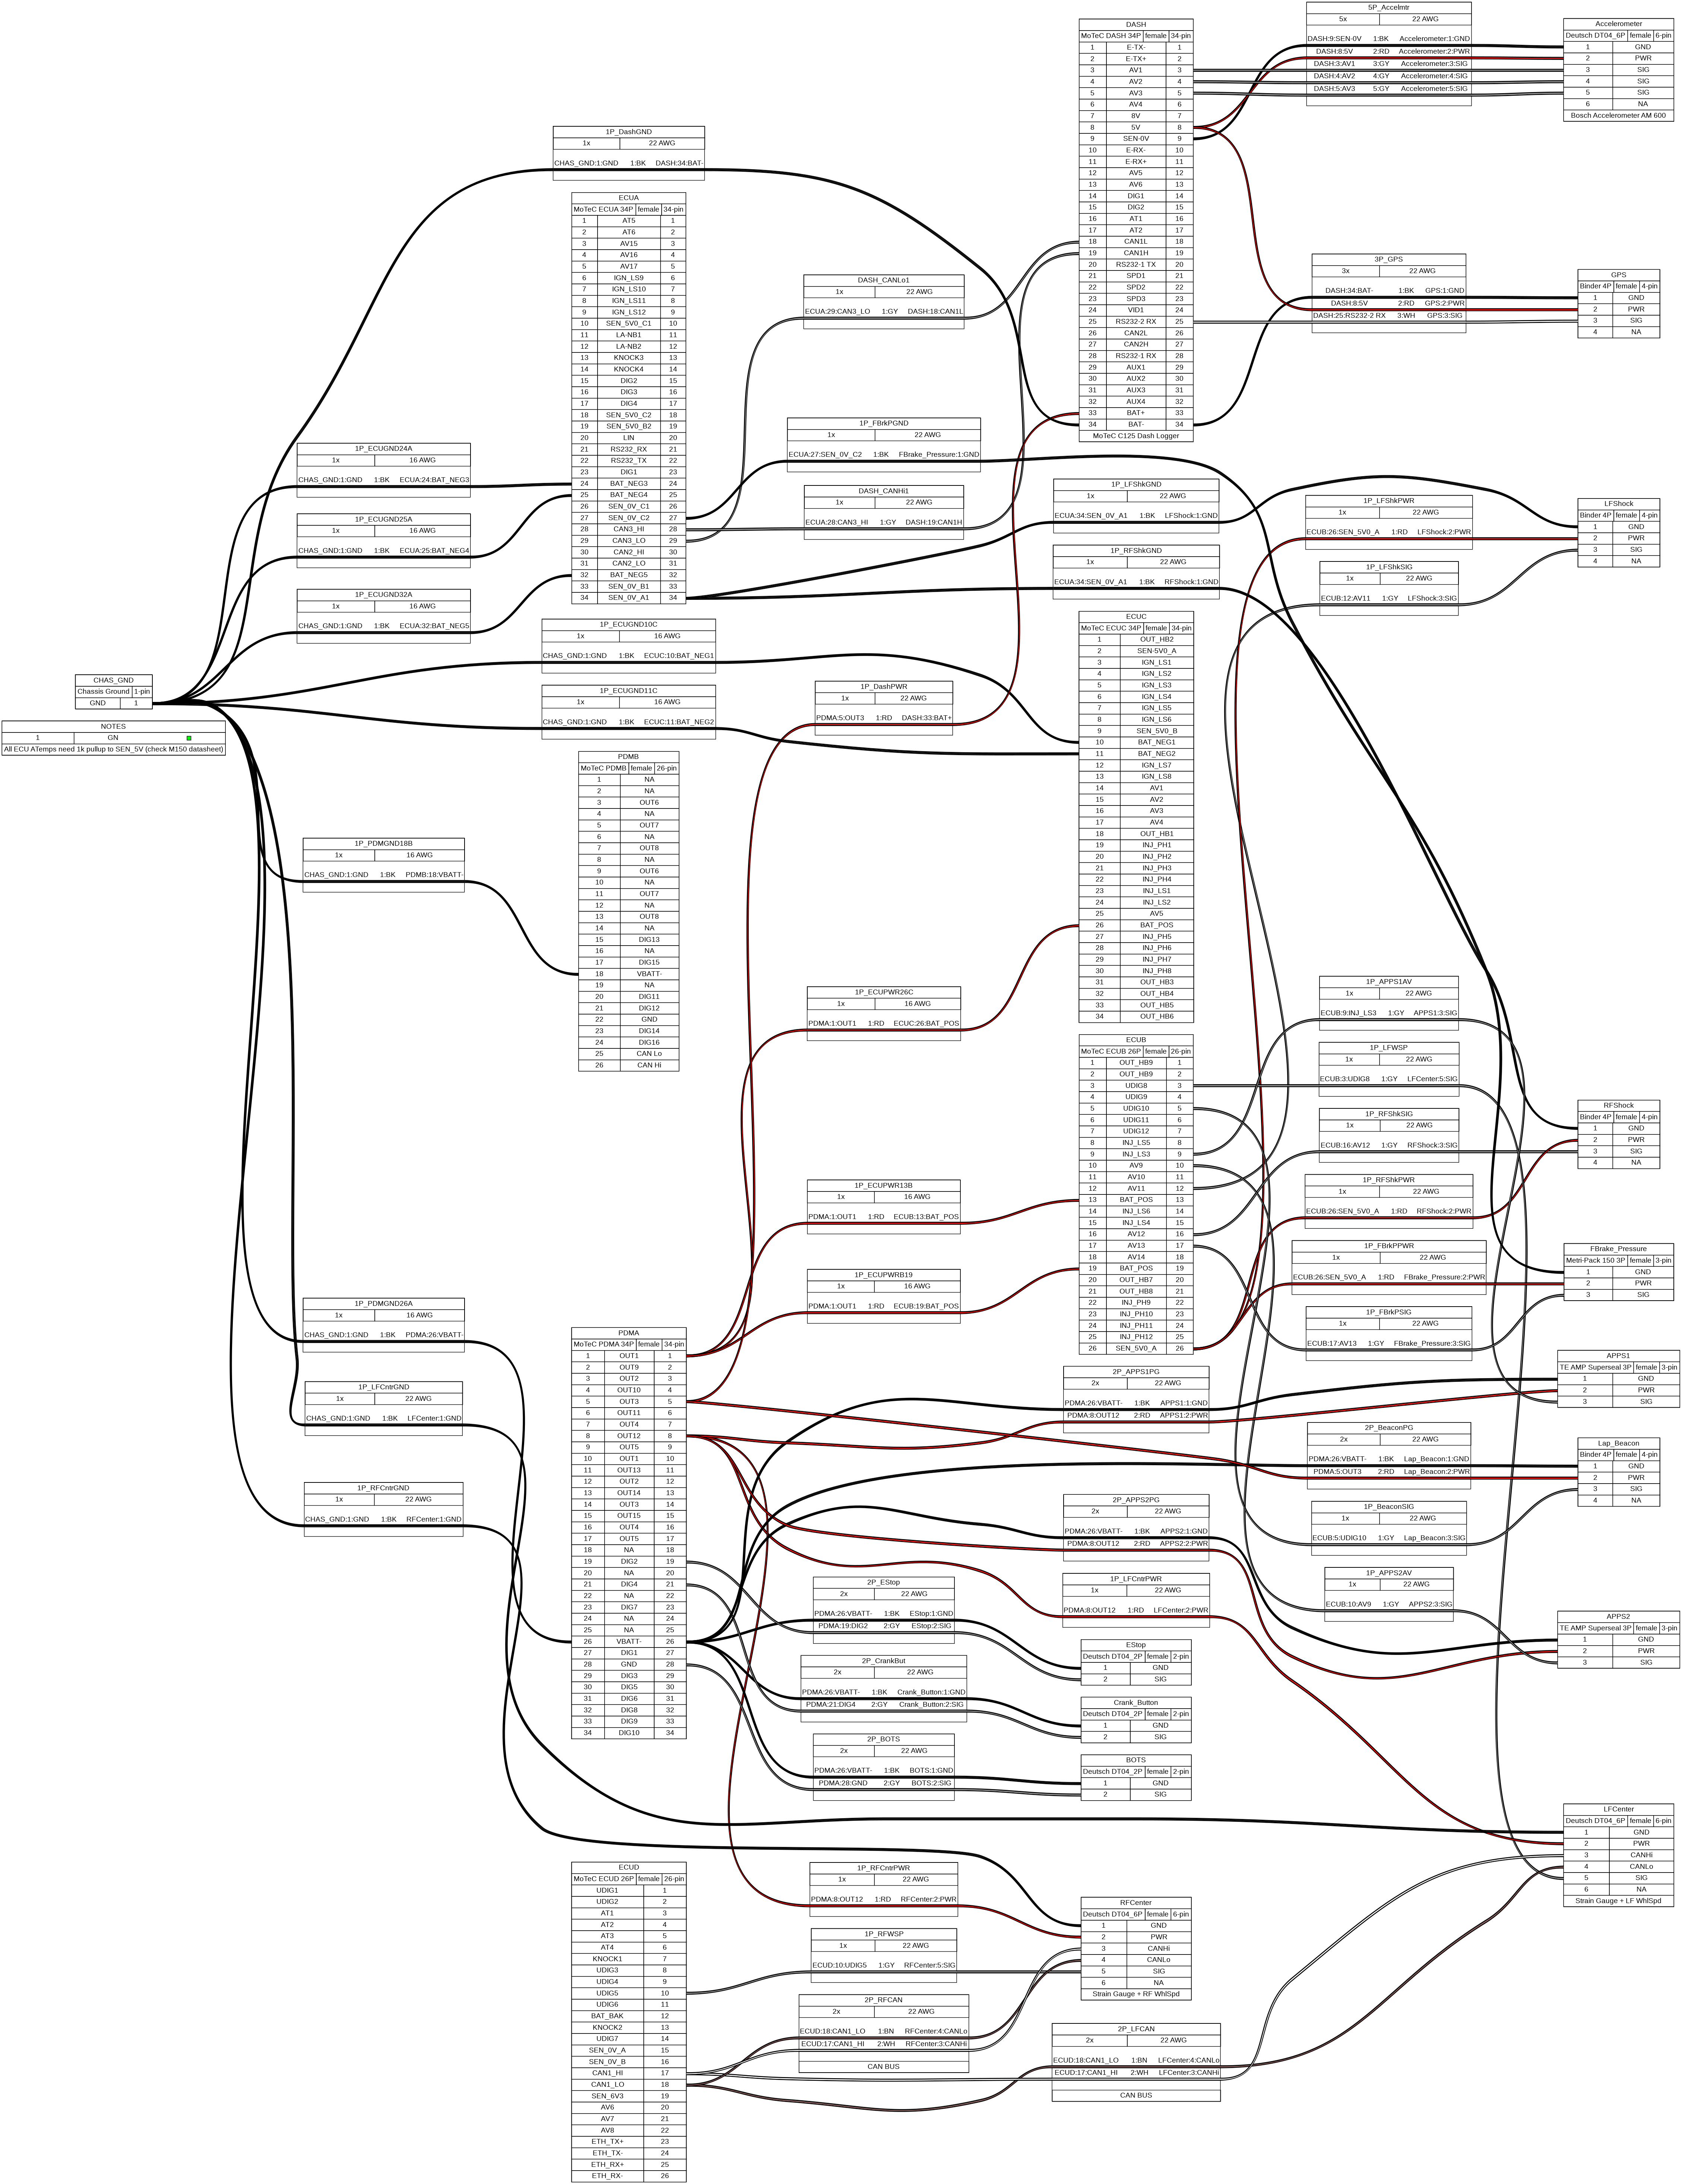 CHAS_GND
Chassis Ground 1-pin
GND 1
NOTES
1 GN
All ECU ATemps need 1k pullup to SEN_5V (check M150 datasheet)
1P_ECUGND24A
1x 16 AWG
CHAS_GND:1:GND 1:BK ECUA:24:BAT_NEG3
1P_ECUGND25A
1x 16 AWG
CHAS_GND:1:GND 1:BK ECUA:25:BAT_NEG4
1P_ECUGND32A
1x 16 AWG
CHAS_GND:1:GND 1:BK ECUA:32:BAT_NEG5
1P_PDMGND18B
1x 16 AWG
CHAS_GND:1:GND 1:BK PDMB:18:VBATT-
1P_PDMGND26A
1x 16 AWG
CHAS_GND:1:GND 1:BK PDMA:26:VBATT-
1P_LFCntrGND
1x 22 AWG
CHAS_GND:1:GND 1:BK LFCenter:1:GND
1P_RFCntrGND
1x 22 AWG
CHAS_GND:1:GND 1:BK RFCenter:1:GND
1P_DashGND
1x 22 AWG
CHAS_GND:1:GND 1:BK DASH:34:BAT-
ECUA
MoTeC ECUA 34P female 34-pin
1 AT5 1
2 AT6 2
3 AV15 3
4 AV16 4
5 AV17 5
6 IGN_LS9 6
7 IGN_LS10 7
8 IGN_LS11 8
9 IGN_LS12 9
10 SEN_5V0_C1 10
11 LA-NB1 11
12 LA-NB2 12
13 KNOCK3 13
14 KNOCK4 14
15 DIG2 15
16 DIG3 16
17 DIG4 17
18 SEN_5V0_C2 18
19 SEN_5V0_B2 19
20 LIN 20
21 RS232_RX 21
22 RS232_TX 22
23 DIG1 23
24 BAT_NEG3 24
25 BAT_NEG4 25
26 SEN_0V_C1 26
27 SEN_0V_C2 27
28 CAN3_HI 28
29 CAN3_LO 29
30 CAN2_HI 30
31 CAN2_LO 31
32 BAT_NEG5 32
33 SEN_0V_B1 33
34 SEN_0V_A1 34
1P_ECUGND10C
1x 16 AWG
CHAS_GND:1:GND 1:BK ECUC:10:BAT_NEG1
1P_ECUGND11C
1x 16 AWG
CHAS_GND:1:GND 1:BK ECUC:11:BAT_NEG2
PDMB
MoTeC PDMB female 26-pin
1 NA
2 NA
3 OUT6
4 NA
5 OUT7
6 NA
7 OUT8
8 NA
9 OUT6
10 NA
11 OUT7
12 NA
13 OUT8
14 NA
15 DIG13
16 NA
17 DIG15
18 VBATT-
19 NA
20 DIG11
21 DIG12
22 GND
23 DIG14
24 DIG16
25 CAN Lo
26 CAN Hi
PDMA
MoTeC PDMA 34P female 34-pin
1 OUT1 1
2 OUT9 2
3 OUT2 3
4 OUT10 4
5 OUT3 5
6 OUT11 6
7 OUT4 7
8 OUT12 8
9 OUT5 9
10 OUT1 10
11 OUT13 11
12 OUT2 12
13 OUT14 13
14 OUT3 14
15 OUT15 15
16 OUT4 16
17 OUT5 17
18 NA 18
19 DIG2 19
20 NA 20
21 DIG4 21
22 NA 22
23 DIG7 23
24 NA 24
25 NA 25
26 VBATT- 26
27 DIG1 27
28 GND 28
29 DIG3 29
30 DIG5 30
31 DIG6 31
32 DIG8 32
33 DIG9 33
34 DIG10 34
ECUD
MoTeC ECUD 26P female 26-pin
UDIG1 1
UDIG2 2
AT1 3
AT2 4
AT3 5
AT4 6
KNOCK1 7
UDIG3 8
UDIG4 9
UDIG5 10
UDIG6 11
BAT_BAK 12
KNOCK2 13
UDIG7 14
SEN_0V_A 15
SEN_0V_B 16
CAN1_HI 17
CAN1_LO 18
SEN_6V3 19
AV6 20
AV7 21
AV8 22
ETH_TX+ 23
ETH_TX- 24
ETH_RX+ 25
ETH_RX- 26
DASH_CANLo1
1x 22 AWG
ECUA:29:CAN3_LO 1:GY DASH:18:CAN1L
1P_FBrkPGND
1x 22 AWG
ECUA:27:SEN_0V_C2 1:BK FBrake_Pressure:1:GND
DASH_CANHi1
1x 22 AWG
ECUA:28:CAN3_HI 1:GY DASH:19:CAN1H
1P_DashPWR
1x 22 AWG
PDMA:5:OUT3 1:RD DASH:33:BAT+
1P_ECUPWR26C
1x 16 AWG
PDMA:1:OUT1 1:RD ECUC:26:BAT_POS
1P_ECUPWR13B
1x 16 AWG
PDMA:1:OUT1 1:RD ECUB:13:BAT_POS
1P_ECUPWRB19
1x 16 AWG
PDMA:1:OUT1 1:RD ECUB:19:BAT_POS
2P_EStop
2x 22 AWG
PDMA:26:VBATT- 1:BK EStop:1:GND
PDMA:19:DIG2 2:GY EStop:2:SIG
2P_CrankBut
2x 22 AWG
PDMA:26:VBATT- 1:BK Crank_Button:1:GND
PDMA:21:DIG4 2:GY Crank_Button:2:SIG
2P_BOTS
2x 22 AWG
PDMA:26:VBATT- 1:BK BOTS:1:GND
PDMA:28:GND 2:GY BOTS:2:SIG
1P_RFCntrPWR
1x 22 AWG
PDMA:8:OUT12 1:RD RFCenter:2:PWR
1P_RFWSP
1x 22 AWG
ECUD:10:UDIG5 1:GY RFCenter:5:SIG
2P_RFCAN
2x 22 AWG
ECUD:18:CAN1_LO 1:BN RFCenter:4:CANLo
ECUD:17:CAN1_HI 2:WH RFCenter:3:CANHi
CAN BUS
DASH
MoTeC DASH 34P female 34-pin
1 E-TX- 1
2 E-TX+ 2
3 AV1 3
4 AV2 4
5 AV3 5
6 AV4 6
7 8V 7
8 5V 8
9 SEN-0V 9
10 E-RX- 10
11 E-RX+ 11
12 AV5 12
13 AV6 13
14 DIG1 14
15 DIG2 15
16 AT1 16
17 AT2 17
18 CAN1L 18
19 CAN1H 19
20 RS232-1 TX 20
21 SPD1 21
22 SPD2 22
23 SPD3 23
24 VID1 24
25 RS232-2 RX 25
26 CAN2L 26
27 CAN2H 27
28 RS232-1 RX 28
29 AUX1 29
30 AUX2 30
31 AUX3 31
32 AUX4 32
33 BAT+ 33
34 BAT- 34
MoTeC C125 Dash Logger
1P_LFShkGND
1x 22 AWG
ECUA:34:SEN_0V_A1 1:BK LFShock:1:GND
1P_RFShkGND
1x 22 AWG
ECUA:34:SEN_0V_A1 1:BK RFShock:1:GND
ECUC
MoTeC ECUC 34P female 34-pin
1 OUT_HB2
2 SEN-5V0_A
3 IGN_LS1
4 IGN_LS2
5 IGN_LS3
6 IGN_LS4
7 IGN_LS5
8 IGN_LS6
9 SEN_5V0_B
10 BAT_NEG1
11 BAT_NEG2
12 IGN_LS7
13 IGN_LS8
14 AV1
15 AV2
16 AV3
17 AV4
18 OUT_HB1
19 INJ_PH1
20 INJ_PH2
21 INJ_PH3
22 INJ_PH4
23 INJ_LS1
24 INJ_LS2
25 AV5
26 BAT_POS
27 INJ_PH5
28 INJ_PH6
29 INJ_PH7
30 INJ_PH8
31 OUT_HB3
32 OUT_HB4
33 OUT_HB5
34 OUT_HB6
ECUB
MoTeC ECUB 26P female 26-pin
1 OUT_HB9 1
2 OUT_HB9 2
3 UDIG8 3
4 UDIG9 4
5 UDIG10 5
6 UDIG11 6
7 UDIG12 7
8 INJ_LS5 8
9 INJ_LS3 9
10 AV9 10
11 AV10 11
12 AV11 12
13 BAT_POS 13
14 INJ_LS6 14
15 INJ_LS4 15
16 AV12 16
17 AV13 17
18 AV14 18
19 BAT_POS 19
20 OUT_HB7 20
21 OUT_HB8 21
22 INJ_PH9 22
23 INJ_PH10 23
24 INJ_PH11 24
25 INJ_PH12 25
26 SEN_5V0_A 26
2P_APPS1PG
2x 22 AWG
PDMA:26:VBATT- 1:BK APPS1:1:GND
PDMA:8:OUT12 2:RD APPS1:2:PWR
2P_APPS2PG
2x 22 AWG
PDMA:26:VBATT- 1:BK APPS2:1:GND
PDMA:8:OUT12 2:RD APPS2:2:PWR
1P_LFCntrPWR
1x 22 AWG
PDMA:8:OUT12 1:RD LFCenter:2:PWR
EStop
Deutsch DT04_2P female 2-pin
1 GND
2 SIG
Crank_Button
Deutsch DT04_2P female 2-pin
1 GND
2 SIG
BOTS
Deutsch DT04_2P female 2-pin
1 GND
2 SIG
RFCenter
Deutsch DT04_6P female 6-pin
1 GND
2 PWR
3 CANHi
4 CANLo
5 SIG
6 NA
Strain Gauge + RF WhlSpd
2P_LFCAN
2x 22 AWG
ECUD:18:CAN1_LO 1:BN LFCenter:4:CANLo
ECUD:17:CAN1_HI 2:WH LFCenter:3:CANHi
CAN BUS
5P_Accelmtr
5x 22 AWG
DASH:9:SEN-0V 1:BK Accelerometer:1:GND
DASH:8:5V 2:RD Accelerometer:2:PWR
DASH:3:AV1 3:GY Accelerometer:3:SIG
DASH:4:AV2 4:GY Accelerometer:4:SIG
DASH:5:AV3 5:GY Accelerometer:5:SIG
3P_GPS
3x 22 AWG
DASH:34:BAT- 1:BK GPS:1:GND
DASH:8:5V 2:RD GPS:2:PWR
DASH:25:RS232-2 RX 3:WH GPS:3:SIG
1P_LFShkPWR
1x 22 AWG
ECUB:26:SEN_5V0_A 1:RD LFShock:2:PWR
1P_LFShkSIG
1x 22 AWG
ECUB:12:AV11 1:GY LFShock:3:SIG
1P_APPS1AV
1x 22 AWG
ECUB:9:INJ_LS3 1:GY APPS1:3:SIG
1P_LFWSP
1x 22 AWG
ECUB:3:UDIG8 1:GY LFCenter:5:SIG
1P_RFShkSIG
1x 22 AWG
ECUB:16:AV12 1:GY RFShock:3:SIG
1P_RFShkPWR
1x 22 AWG
ECUB:26:SEN_5V0_A 1:RD RFShock:2:PWR
1P_FBrkPPWR
1x 22 AWG
ECUB:26:SEN_5V0_A 1:RD FBrake_Pressure:2:PWR
1P_FBrkPSIG
1x 22 AWG
ECUB:17:AV13 1:GY FBrake_Pressure:3:SIG
2P_BeaconPG
2x 22 AWG
PDMA:26:VBATT- 1:BK Lap_Beacon:1:GND
PDMA:5:OUT3 2:RD Lap_Beacon:2:PWR
1P_BeaconSIG
1x 22 AWG
ECUB:5:UDIG10 1:GY Lap_Beacon:3:SIG
1P_APPS2AV
1x 22 AWG
ECUB:10:AV9 1:GY APPS2:3:SIG
Accelerometer
Deutsch DT04_6P female 6-pin
1 GND
2 PWR
3 SIG
4 SIG
5 SIG
6 NA
Bosch Accelerometer AM 600
GPS
Binder 4P female 4-pin
1 GND
2 PWR
3 SIG
4 NA
LFShock
Binder 4P female 4-pin
1 GND
2 PWR
3 SIG
4 NA
RFShock
Binder 4P female 4-pin
1 GND
2 PWR
3 SIG
4 NA
FBrake_Pressure
Metri-Pack 150 3P female 3-pin
1 GND
2 PWR
3 SIG
APPS1
TE AMP Superseal 3P female 3-pin
1 GND
2 PWR
3 SIG
Lap_Beacon
Binder 4P female 4-pin
1 GND
2 PWR
3 SIG
4 NA
APPS2
TE AMP Superseal 3P female 3-pin
1 GND
2 PWR
3 SIG
LFCenter
Deutsch DT04_6P female 6-pin
1 GND
2 PWR
3 CANHi
4 CANLo
5 SIG
6 NA
Strain Gauge + LF WhlSpd